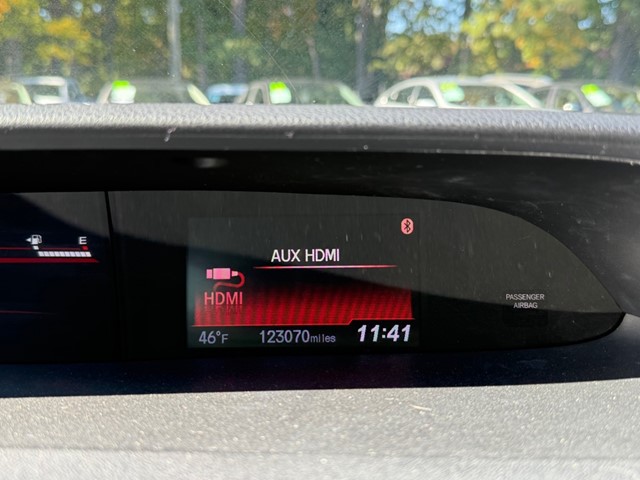 AUX HDMI
HDMI
E
46°F 123070miles 11:41
PASSENGER
AIRBAG